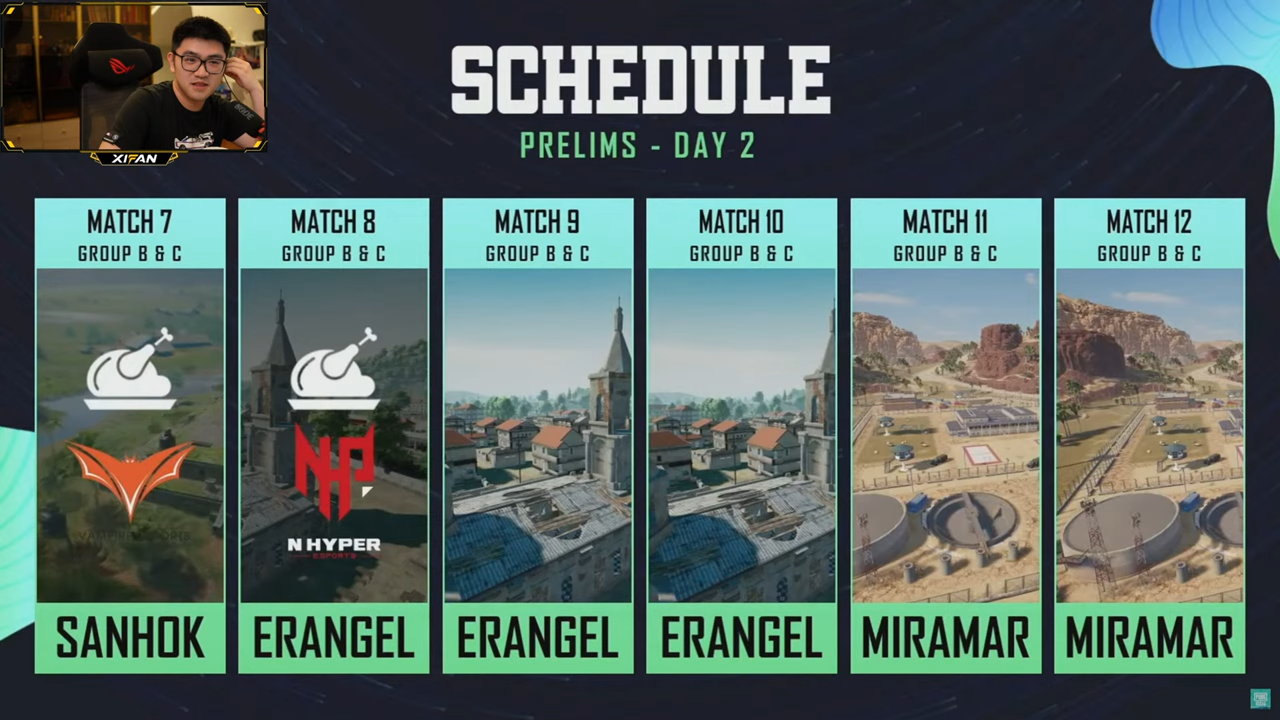 XIFAN
SCHEDULE
PRELIMS - DAY 2
MATCH 7
GROUP B & C
SANHOK
MATCH 8
GROUP B & C
N HYPER
ESPORTS
ERANGEL
MATCH 9
GROUP B & C
ERANGEL
MATCH 10
GROUP B & C
ERANGEL
MATCH 11
GROUP B & C
MIRAMAR
MATCH 12
GROUP B & C
MIRAMAR